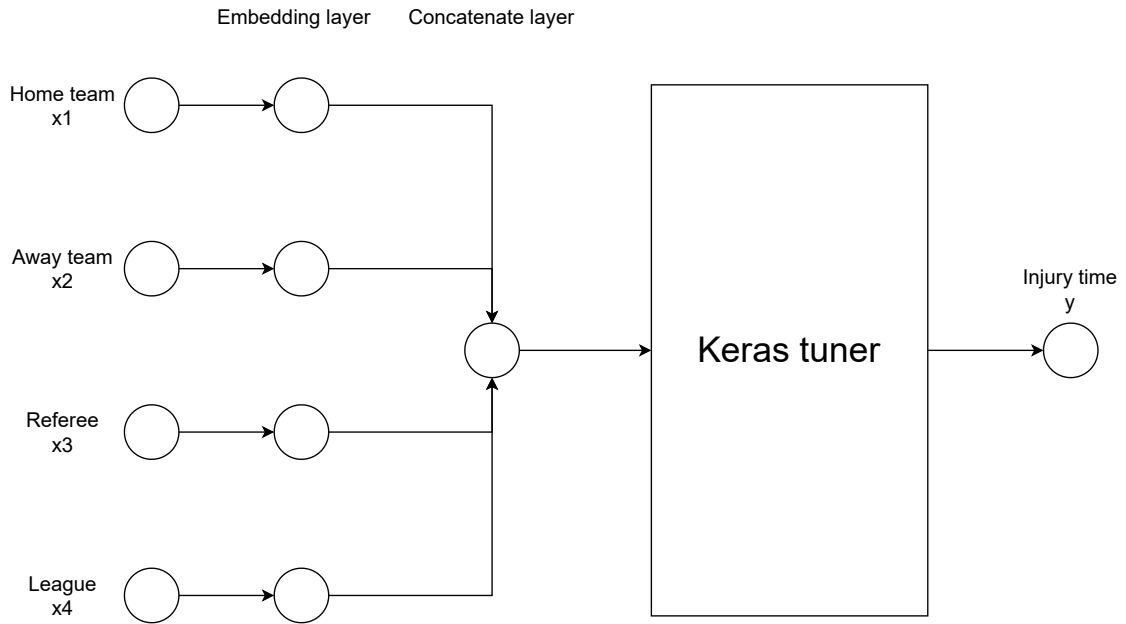 Embedding layer
Concatenate layer
Home team
x1
Away team
x2
Referee
x3
League
x4
Keras tuner
Injury time
y